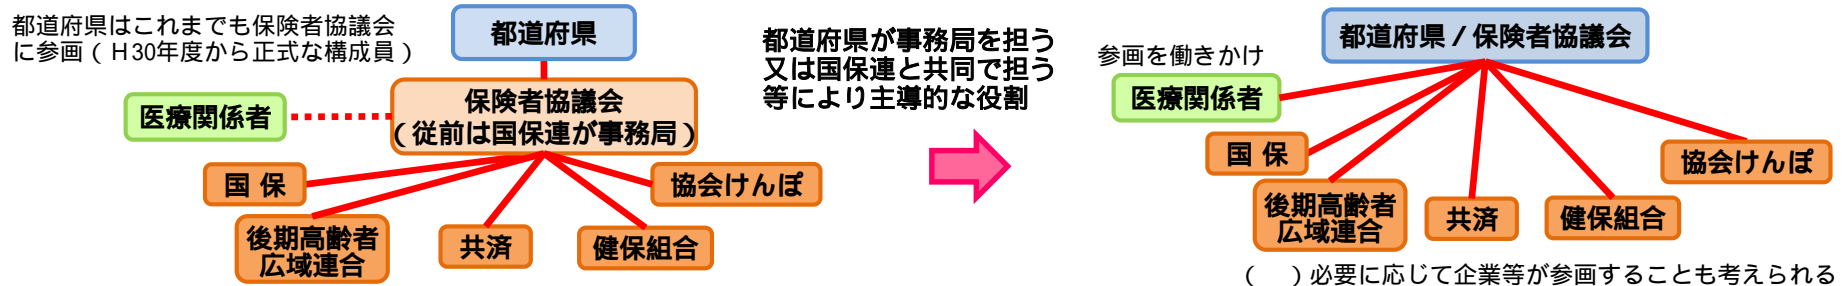 都道府県はこれまでも保険者協議会
に参画（H30年度から正式な構成員）
都道府県
医療関係者
保険者協議会
（従前は国保連が事務局）
国 保
後期高齢者
広域連合
共済
健保組合
協会けんぽ
都道府県が事務局を担う
又は国保連と共同で担う
等により主導的な役割
都道府県 / 保険者協議会
参画を働きかけ
医療関係者
国 保
後期高齢者
広域連合
共済
健保組合
協会けんぽ
（　）必要に応じて企業等が参画することも考えられる